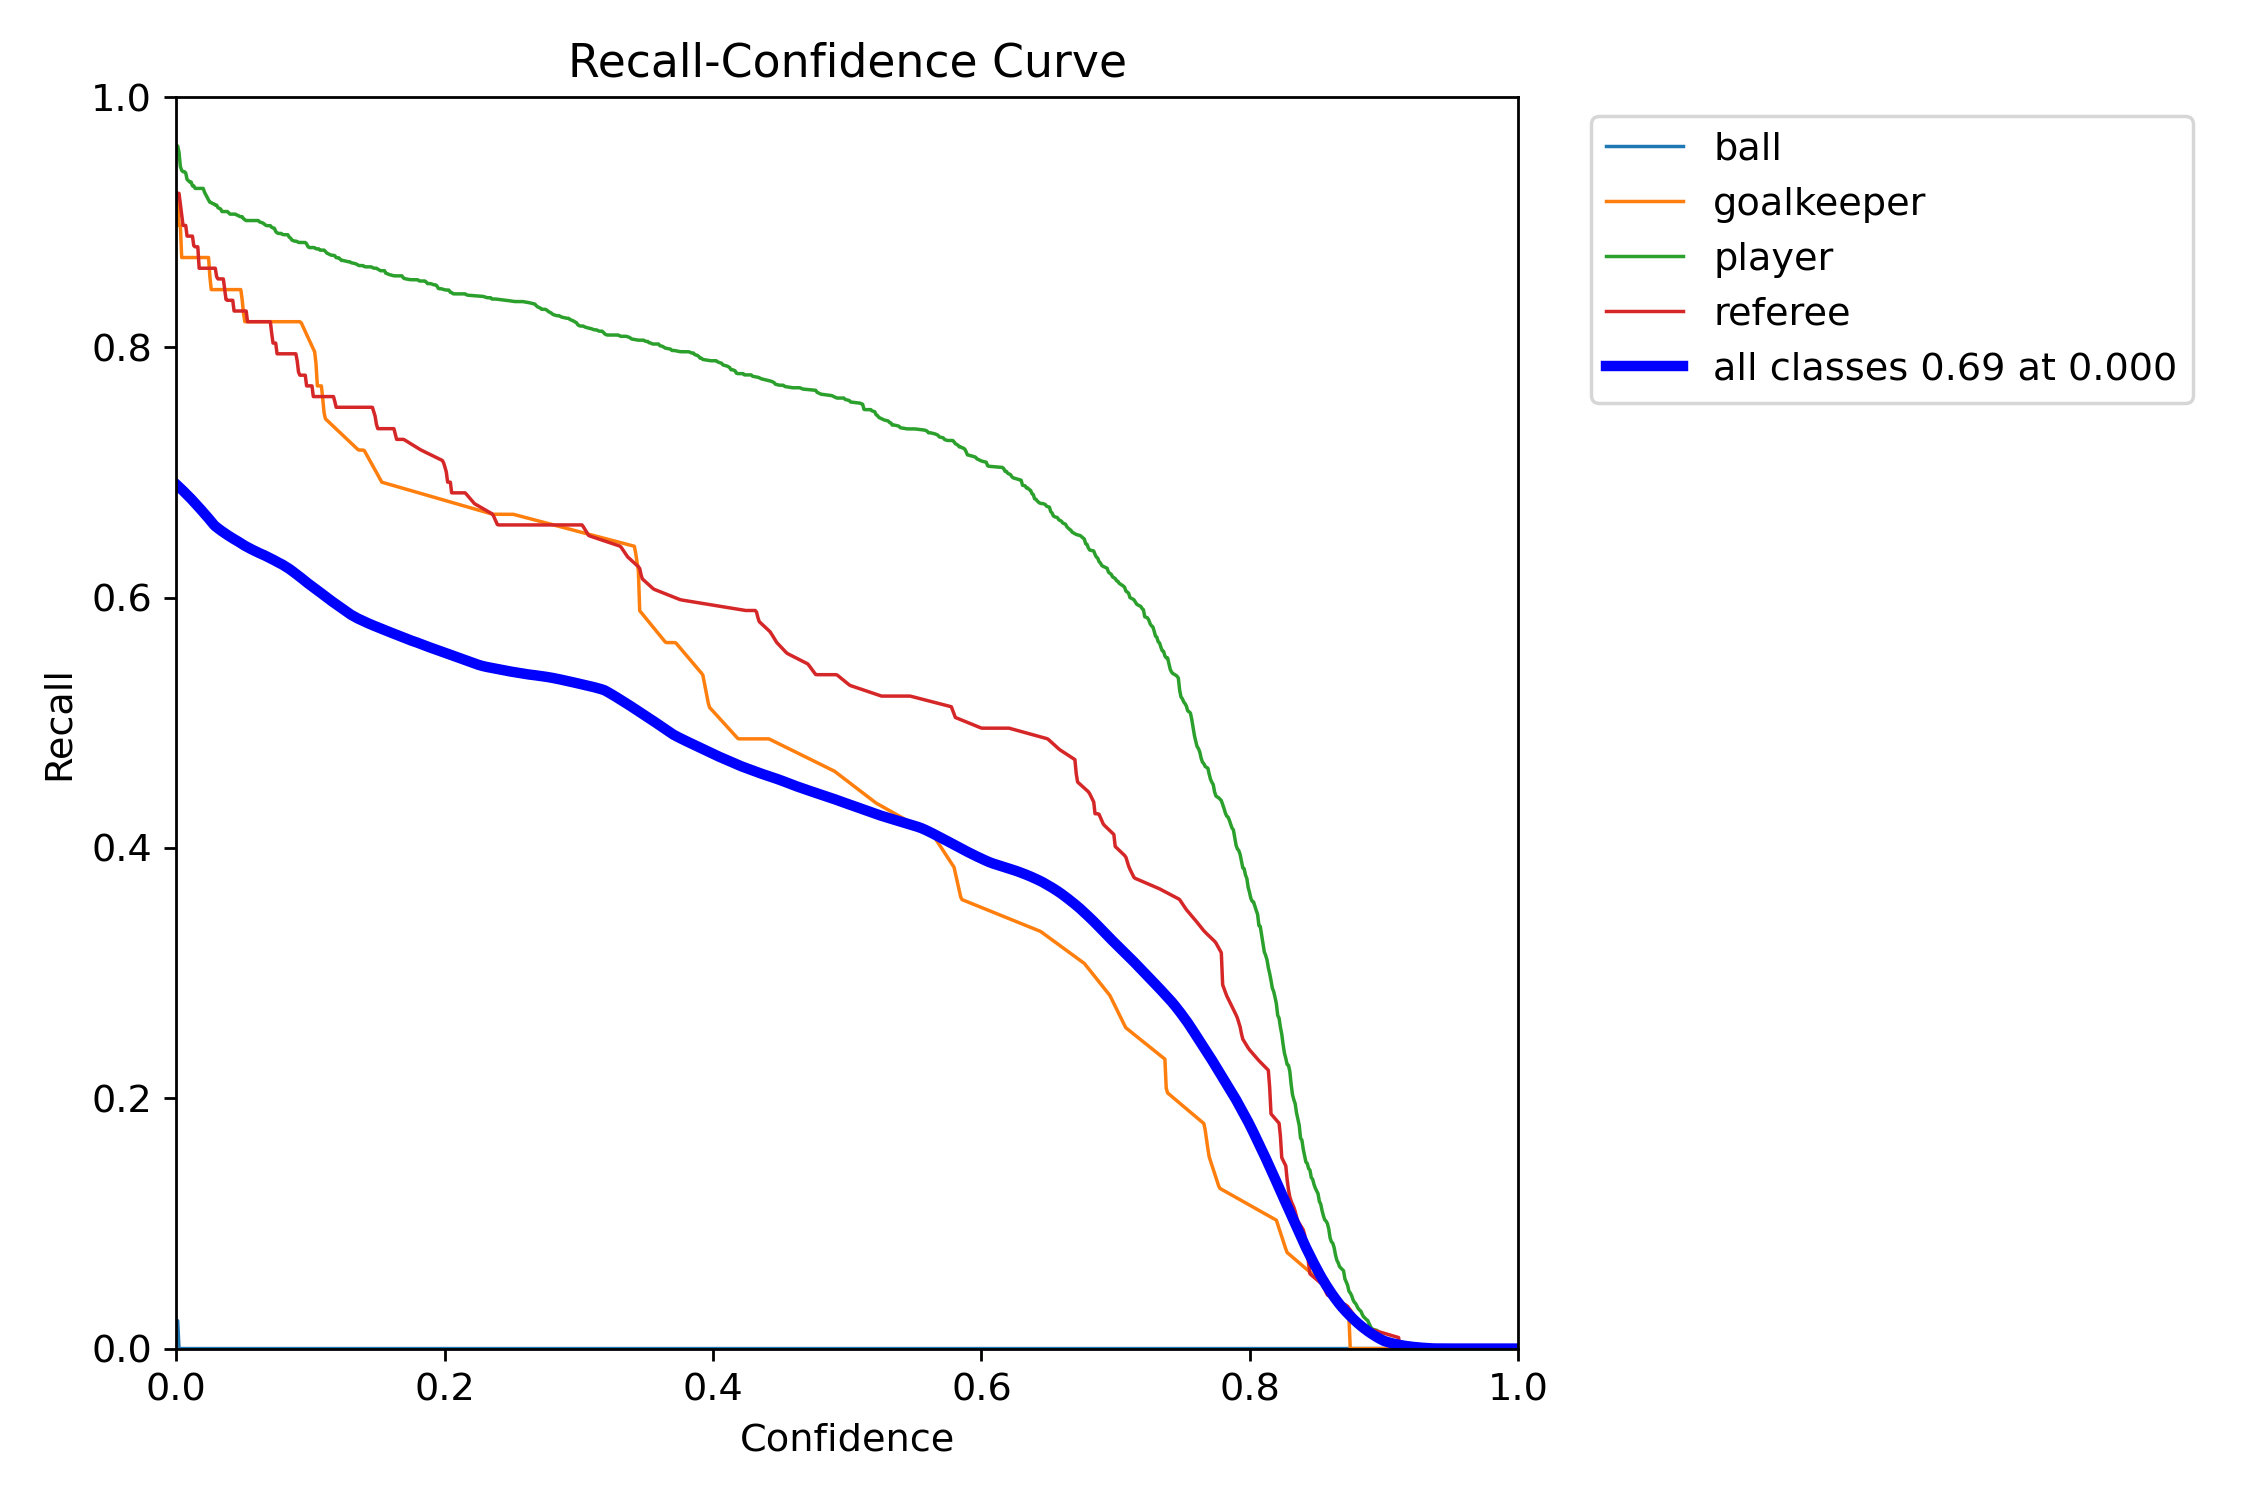 Recall-Confidence Curve
1.0
0.8
0.6
0.4
0.2
0.0
Recall
0.0 0.2 0.4 0.6 0.8 1.0
Confidence
ball
goalkeeper
player
referee
all classes 0.69 at 0.000